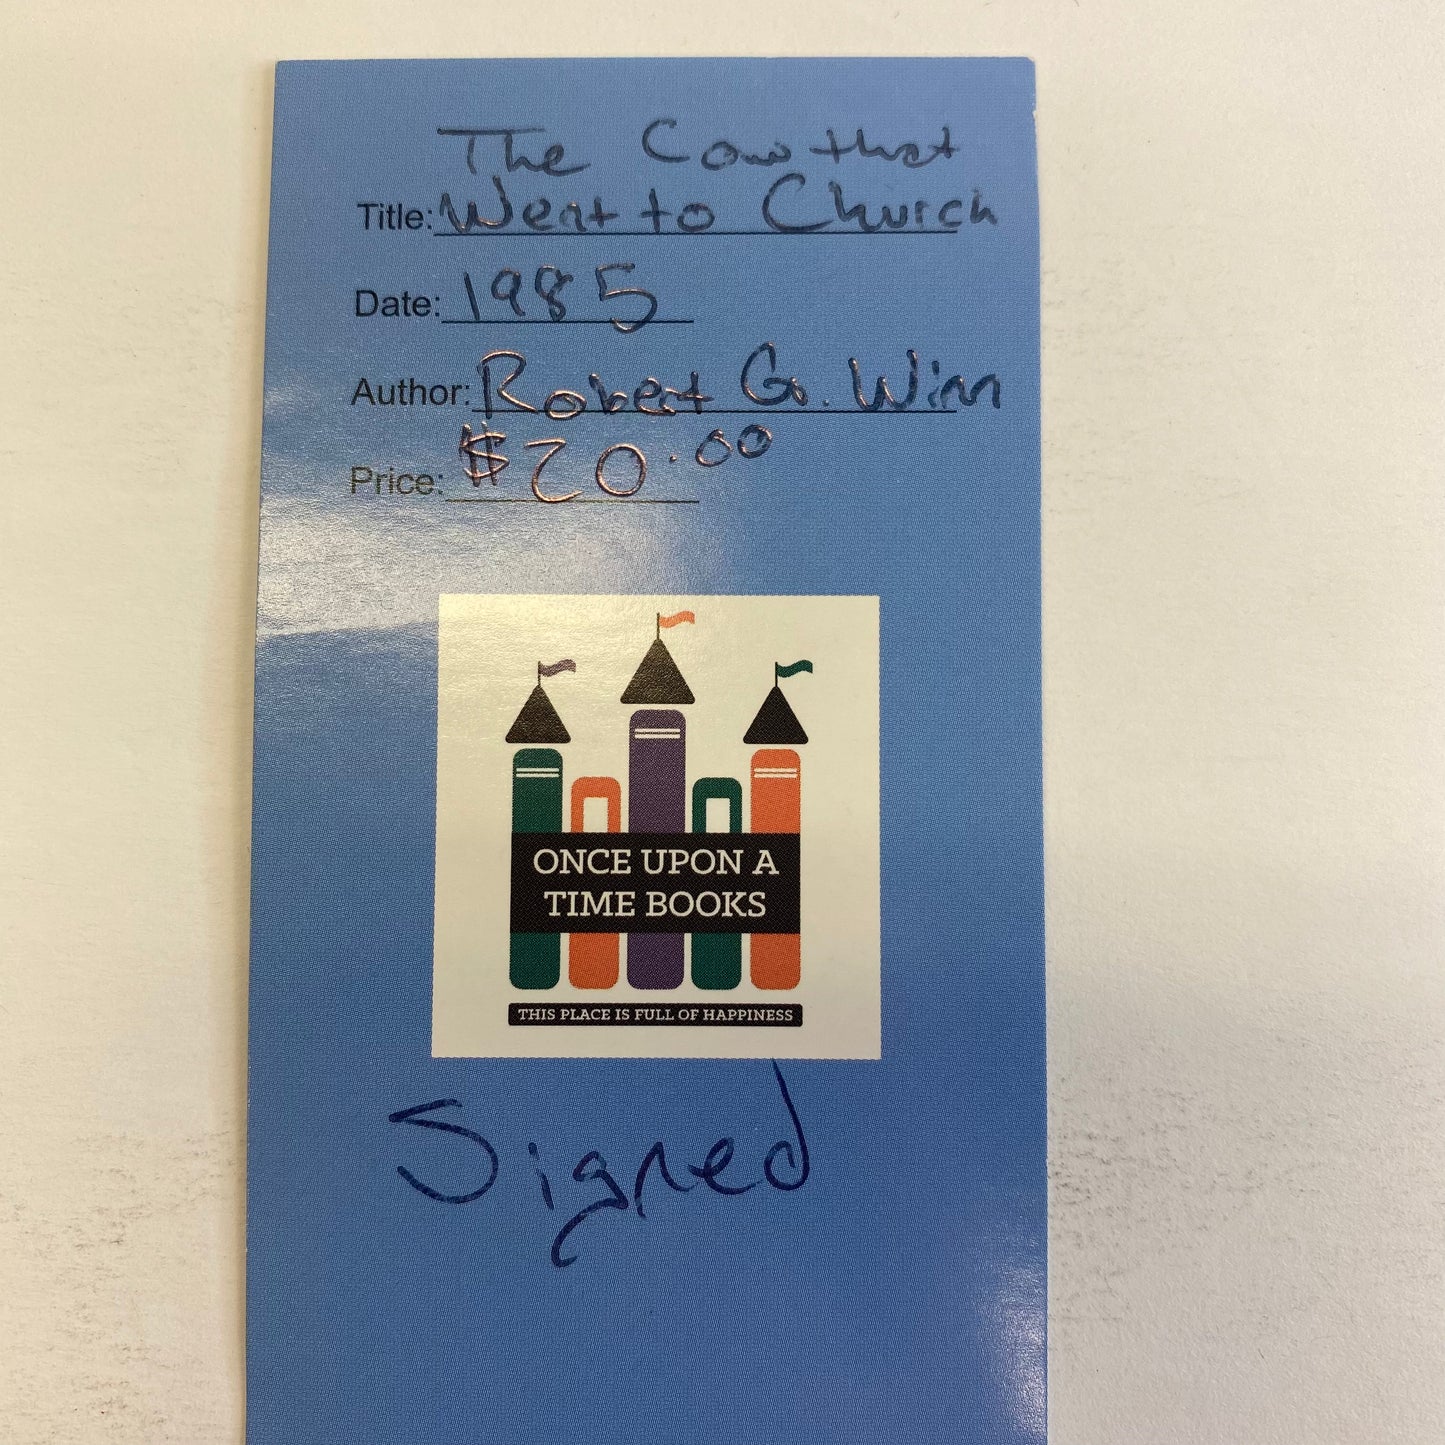 The Cow that
Title: Went to Church
Date: 1985
Author: Robert G. Winn
Price: $20.00
ONCE UPON A
TIME BOOKS
THIS PLACE IS FULL OF HAPPINESS
Signed